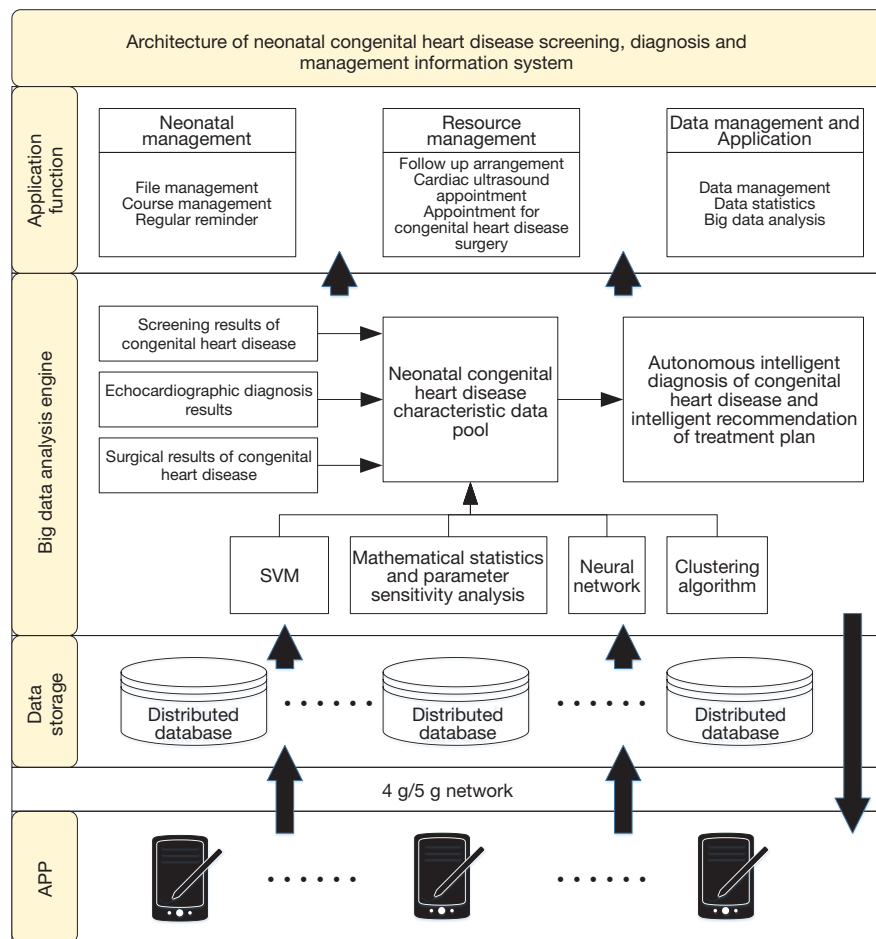 Architecture of neonatal congenital heart disease screening, diagnosis and
management information system
Application
function
Neonatal
management
File management
Course management
Regular reminder
Resource
management
Follow up arrangement
Cardiac ultrasound
appointment
Appointment for
congenital heart disease
surgery
Data management and
Application
Data management
Data statistics
Big data analysis
Big data analysis engine
Screening results of
congenital heart disease
Echocardiographic diagnosis
results
Surgical results of congenital
heart disease
Neonatal congenital
heart disease
characteristic data
pool
Autonomous intelligent
diagnosis of congenital
heart disease and
intelligent recommendation
of treatment plan
SVM
Mathematical statistics
and parameter
sensitivity analysis
Neural
network
Clustering
algorithm
Data
storage
Distributed
database
Distributed
database
Distributed
database
4 g/5 g network
APP